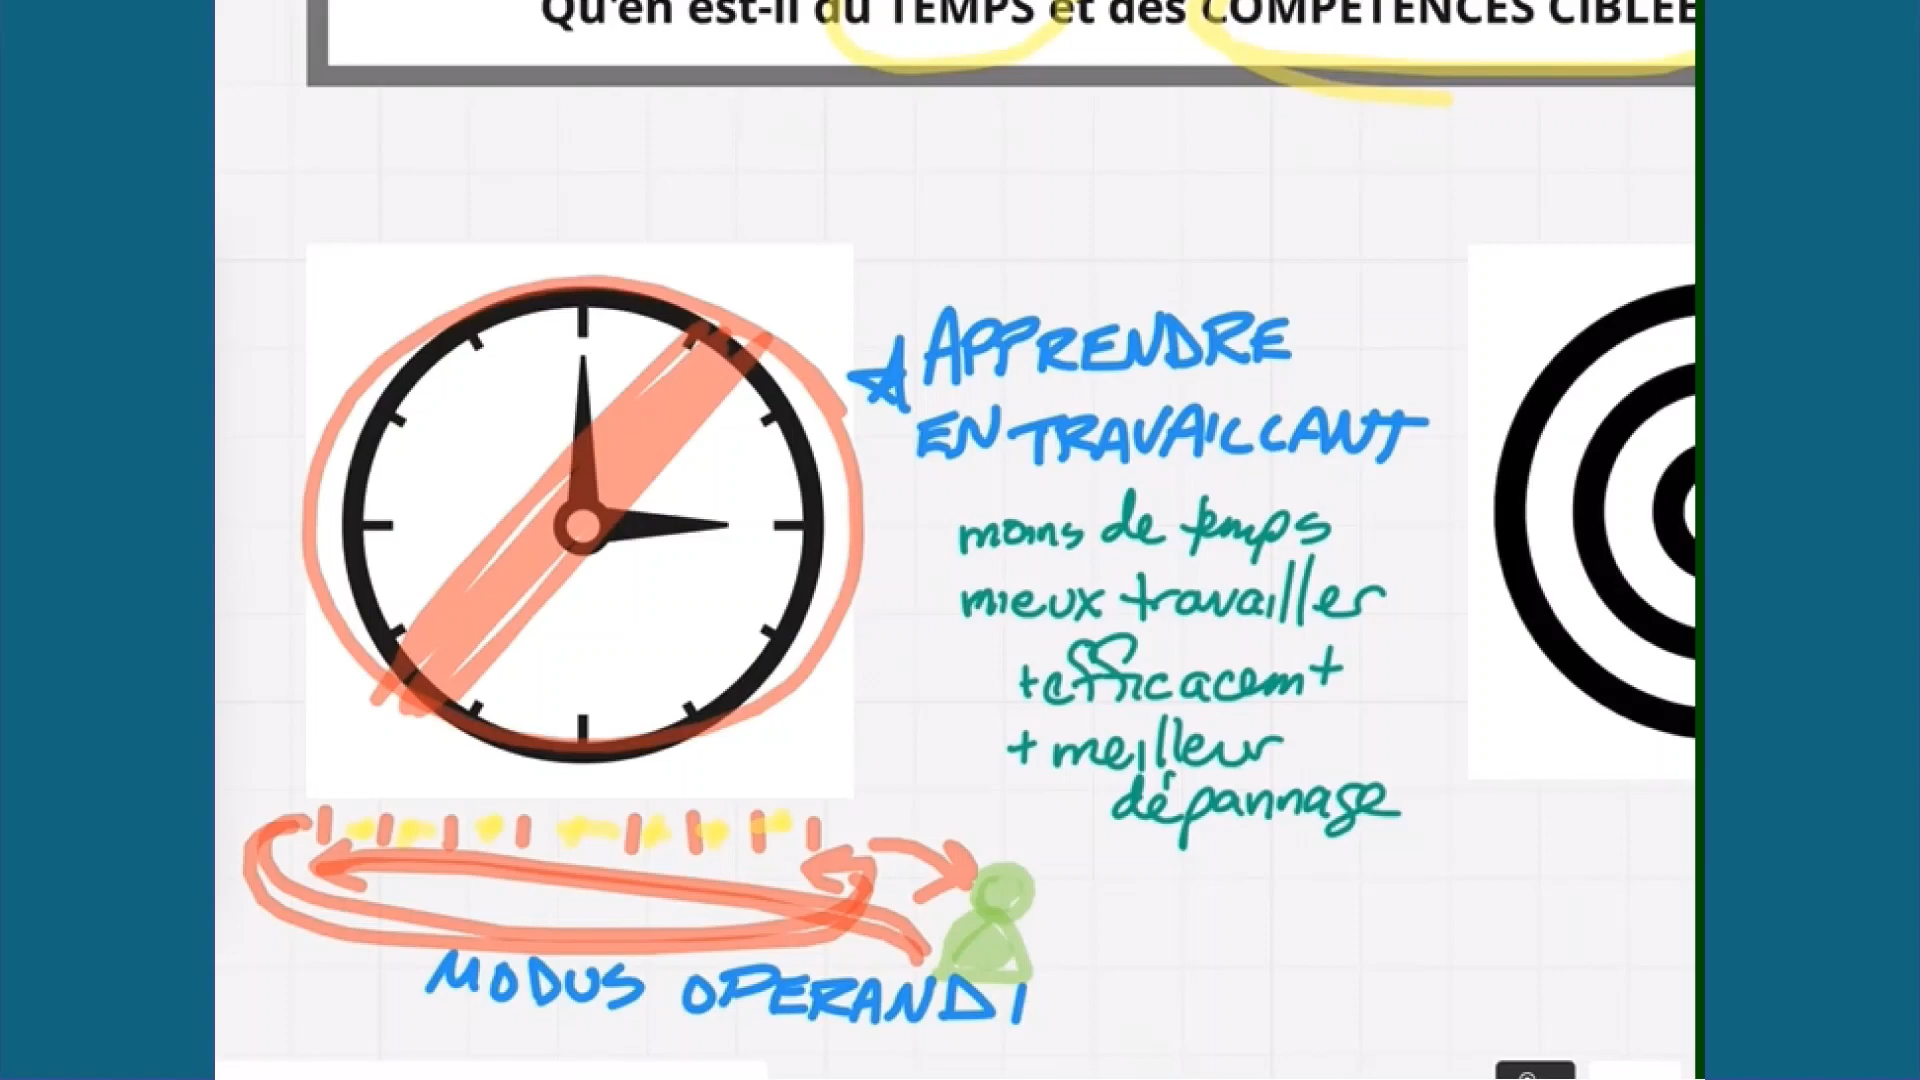 Qu'en est-il du TEMPS et des COMPÉTENCES CIBLÉE
APPRENDRE
EN TRAVAILLANT
moins de temps
mieux travailler
+ efficacemt
+ meilleur
dépannage
MODUS OPERANDI